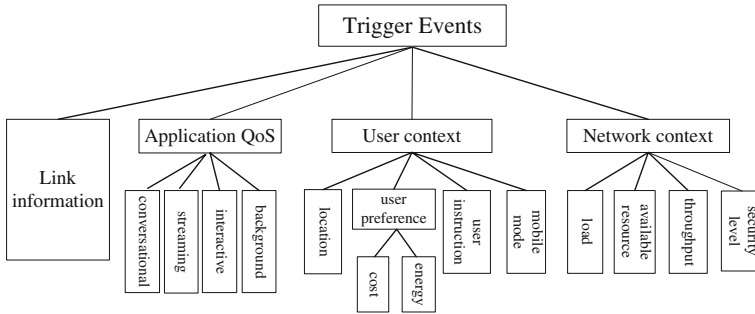 Trigger Events
Link
information
Application QoS
User context
Network context
conversational
streaming
interactive
background
location
user
preference
user
instruction
mobile
mode
load
available
resource
throughput
security
level
cost
energy